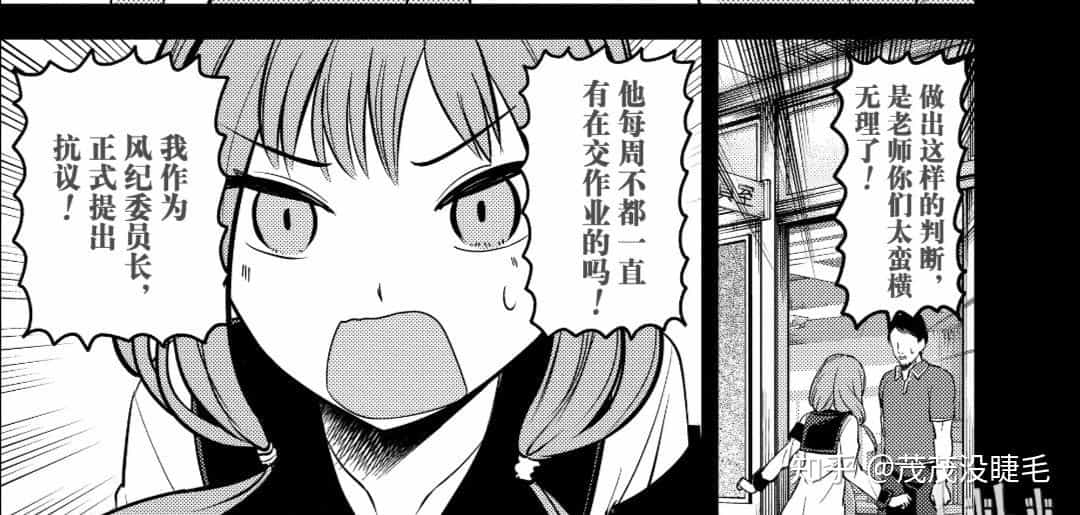 做出这样的判断，
是老师你们太蛮横
无理了！
室
他每周不都一直
有在交作业的吗！
我作为
风纪委员长，
正式提出
抗议！
知乎 @茂茂没睫毛